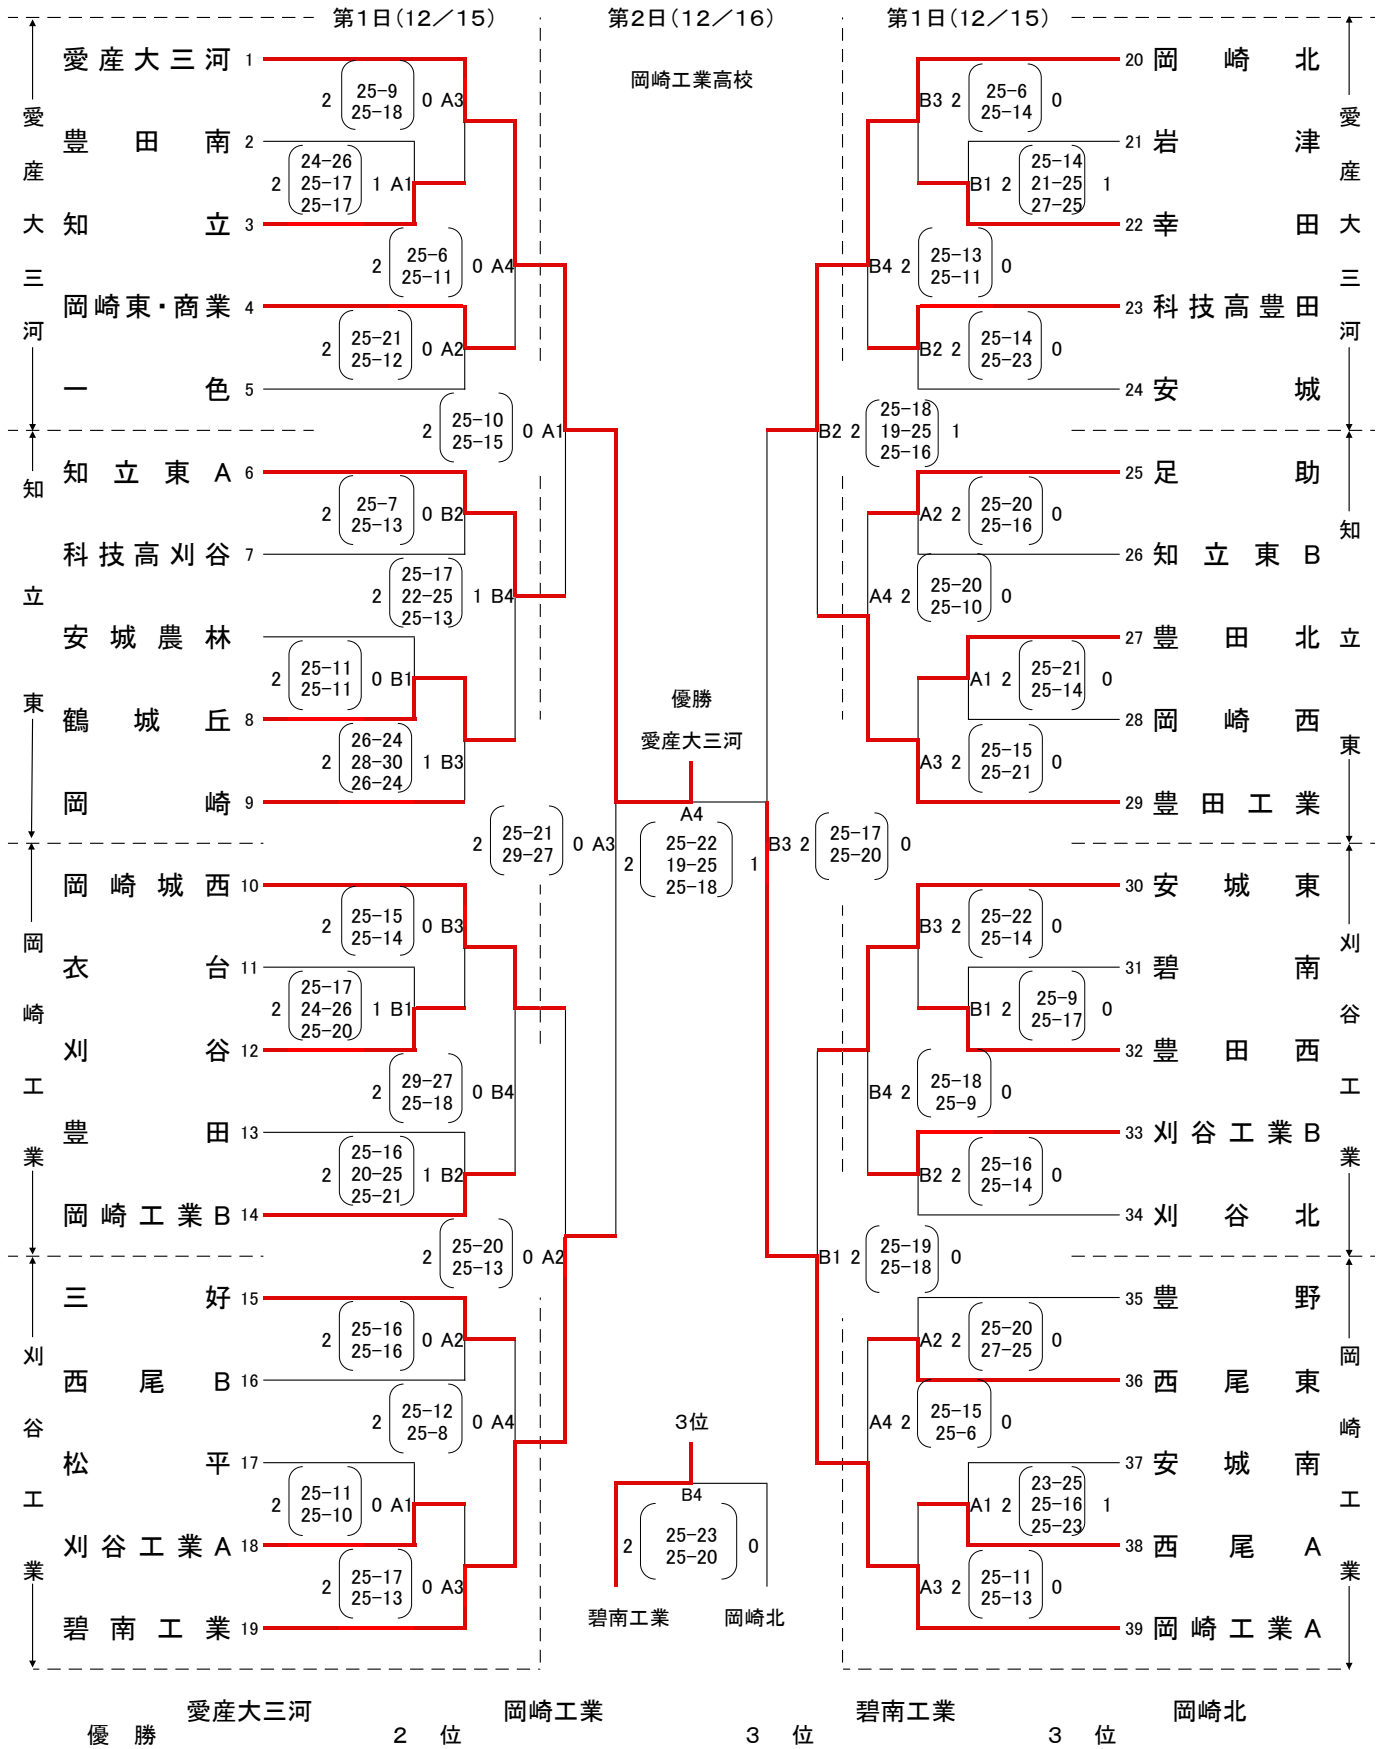 第1日(12/15)
第2日(12/16)
第1日(12/15)
岡崎工業高校
愛産大三河
知立東
岡崎工業
刈谷工業
愛産大三河 1
2 25-9 0 A3
25-18
豊田南 2
24-26
2 25-17 1 A1
25-17
知立 3
2 25-6 0 A4
25-11
岡崎東・商業 4
2 25-21 0 A2
25-12
一色 5
2 25-10 0 A1
25-15
知立東A 6
2 25-7 0 B2
25-13
科技高刈谷 7
25-17
2 22-25 1 B4
25-13
安城農林
2 25-11 0 B1
25-11
鶴城丘 8
26-24
2 28-30 1 B3
26-24
岡崎 9
2 25-21 0 A3
29-27
岡崎城西 10
2 25-15 0 B3
25-14
衣台 11
25-17
2 24-26 1 B1
25-20
刈谷 12
2 29-27 0 B4
25-18
豊田 13
25-16
2 20-25 1 B2
25-21
岡崎工業B 14
2 25-20 0 A2
25-13
三好 15
2 25-16 0 A2
25-16
西尾B 16
2 25-12 0 A4
25-8
松平 17
2 25-11 0 A1
25-10
刈谷工業A 18
2 25-17 0 A3
25-13
碧南工業 19
優勝
愛産大三河
A4
25-22
2 19-25 1
25-18
3位
B4
2 25-23 0
25-20
碧南工業 岡崎北
20 岡崎北
B3 2 25-6 0
25-14
21 岩津
25-14
B1 2 21-25 1
27-25
22 幸田
B4 2 25-13 0
25-11
23 科技高豊田
B2 2 25-14 0
25-23
24 安城
25-18
B2 2 19-25 1
25-16
25 足助
A2 2 25-20 0
25-16
26 知立東B
A4 2 25-20 0
25-10
27 豊田北
A1 2 25-21 0
25-14
28 岡崎西
A3 2 25-15 0
25-21
29 豊田工業
B3 2 25-17 0
25-20
30 安城東
B3 2 25-22 0
25-14
31 碧南
B1 2 25-9 0
25-17
32 豊田西
B4 2 25-18 0
25-9
33 刈谷工業B
B2 2 25-16 0
25-14
34 刈谷北
B1 2 25-19 0
25-18
35 豊野
A2 2 25-20 0
27-25
36 西尾東
A4 2 25-15 0
25-6
37 安城南
23-25
A1 2 25-16 1
25-23
38 西尾A
A3 2 25-11 0
25-13
39 岡崎工業A
愛産大三河
知立東
刈谷工業
岡崎工業
愛産大三河 岡崎工業 碧南工業 岡崎北
優勝 2位 3位 3位